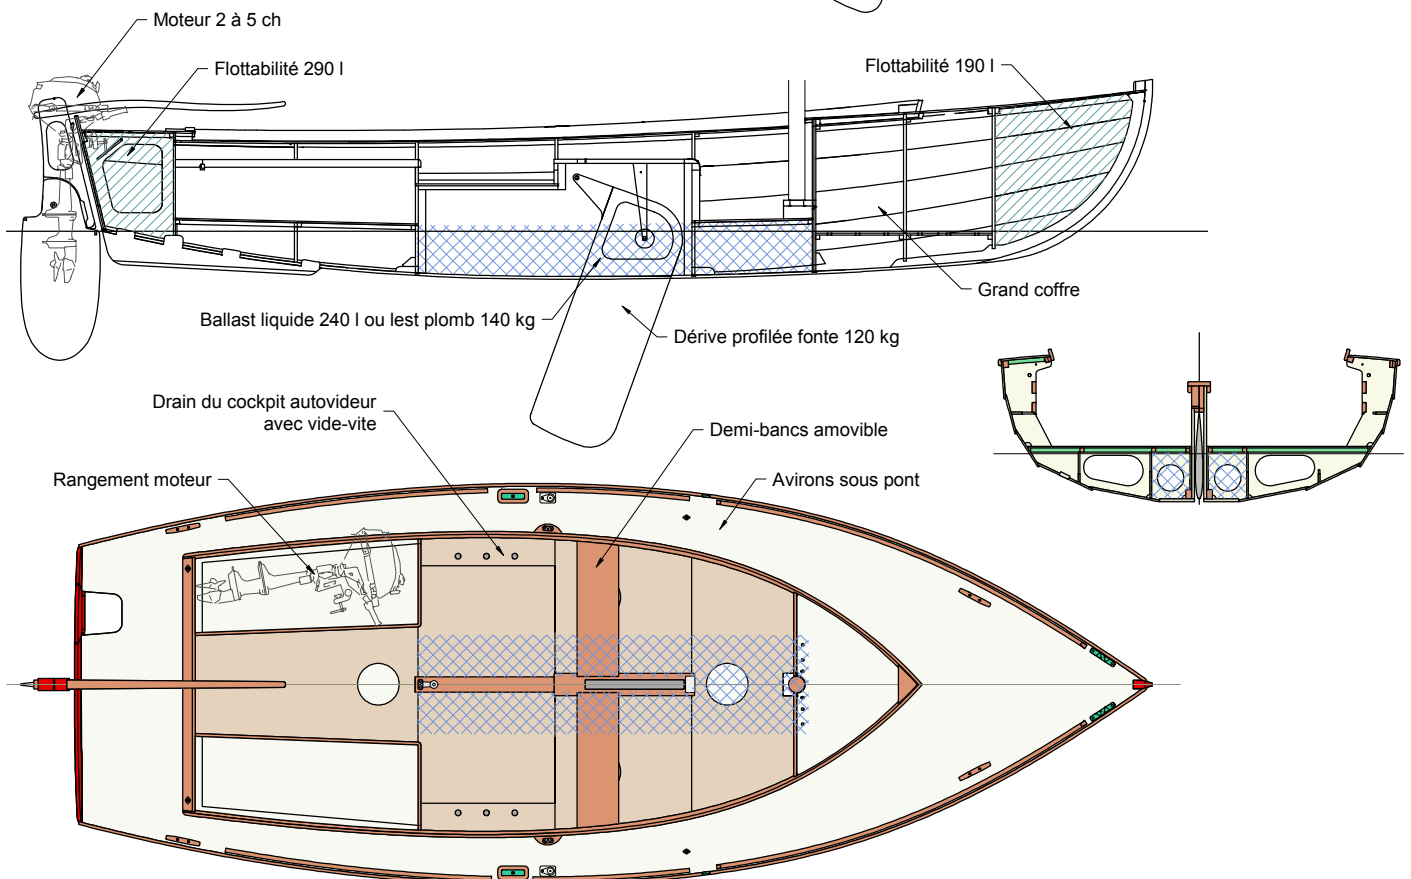 Moteur 2 à 5 ch
Flottabilité 290 l
Flottabilité 190 l
Grand coffre
Ballast liquide 240 l ou lest plomb 140 kg
Dérive profilée fonte 120 kg
Drain du cockpit autovideur
avec vide-vite
Demi-bancs amovible
Rangement moteur
Avirons sous pont